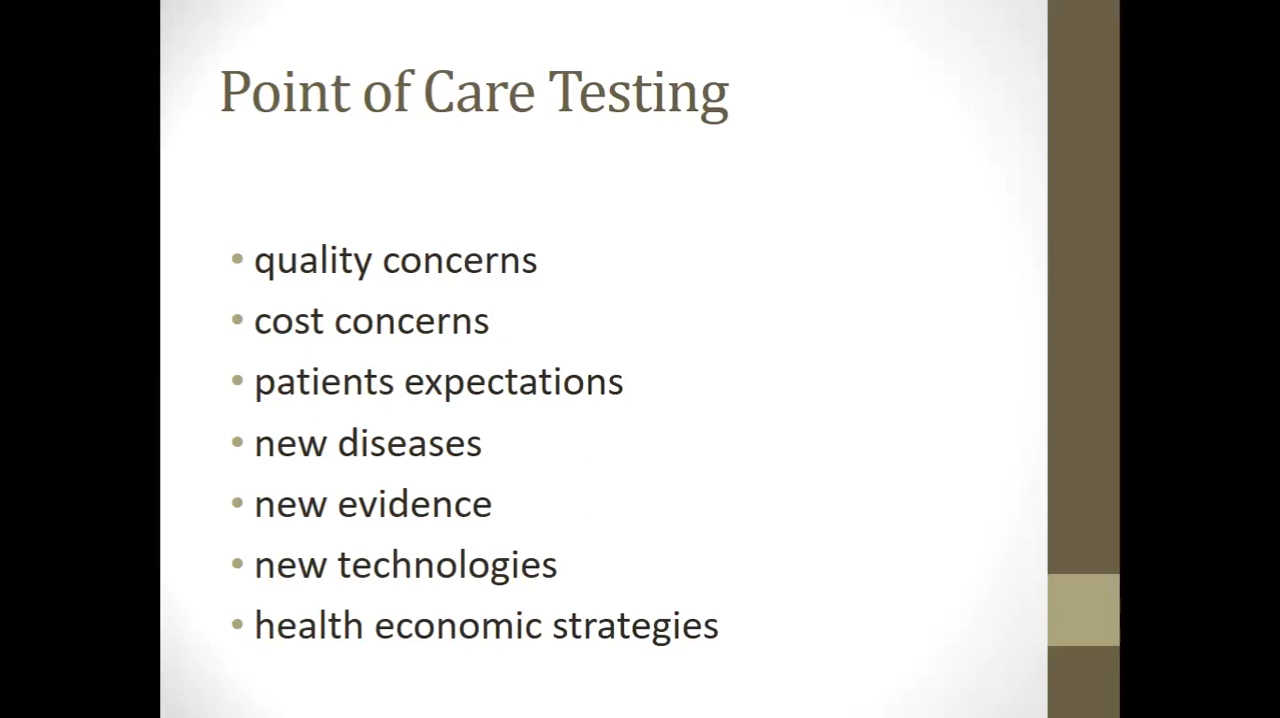 Point of Care Testing
• quality concerns
• cost concerns
• patients expectations
• new diseases
• new evidence
• new technologies
• health economic strategies